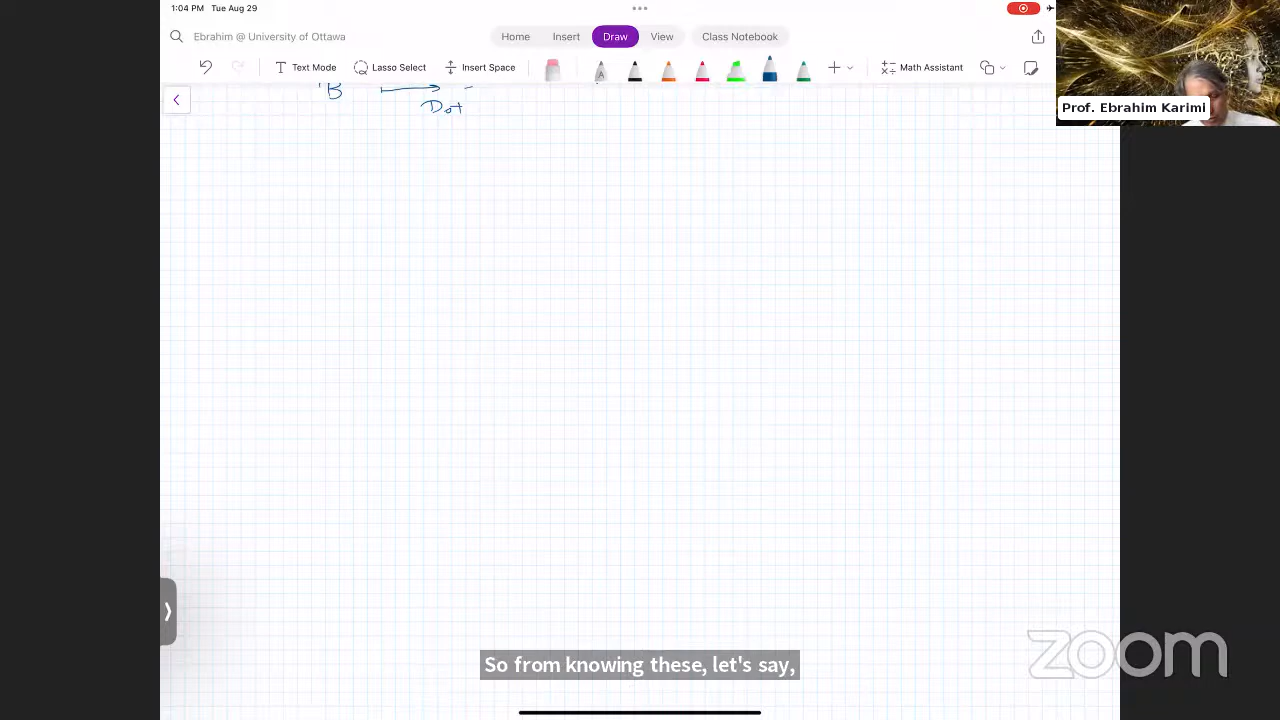 1:04 PM Tue Aug 29
Ebrahim @ University of Ottawa
Home Insert Draw View Class Notebook
Text Mode Lasso Select Insert Space Math Assistant
Prof. Ebrahim Karimi
B
Dot
So from knowing these, let's say,
zoom